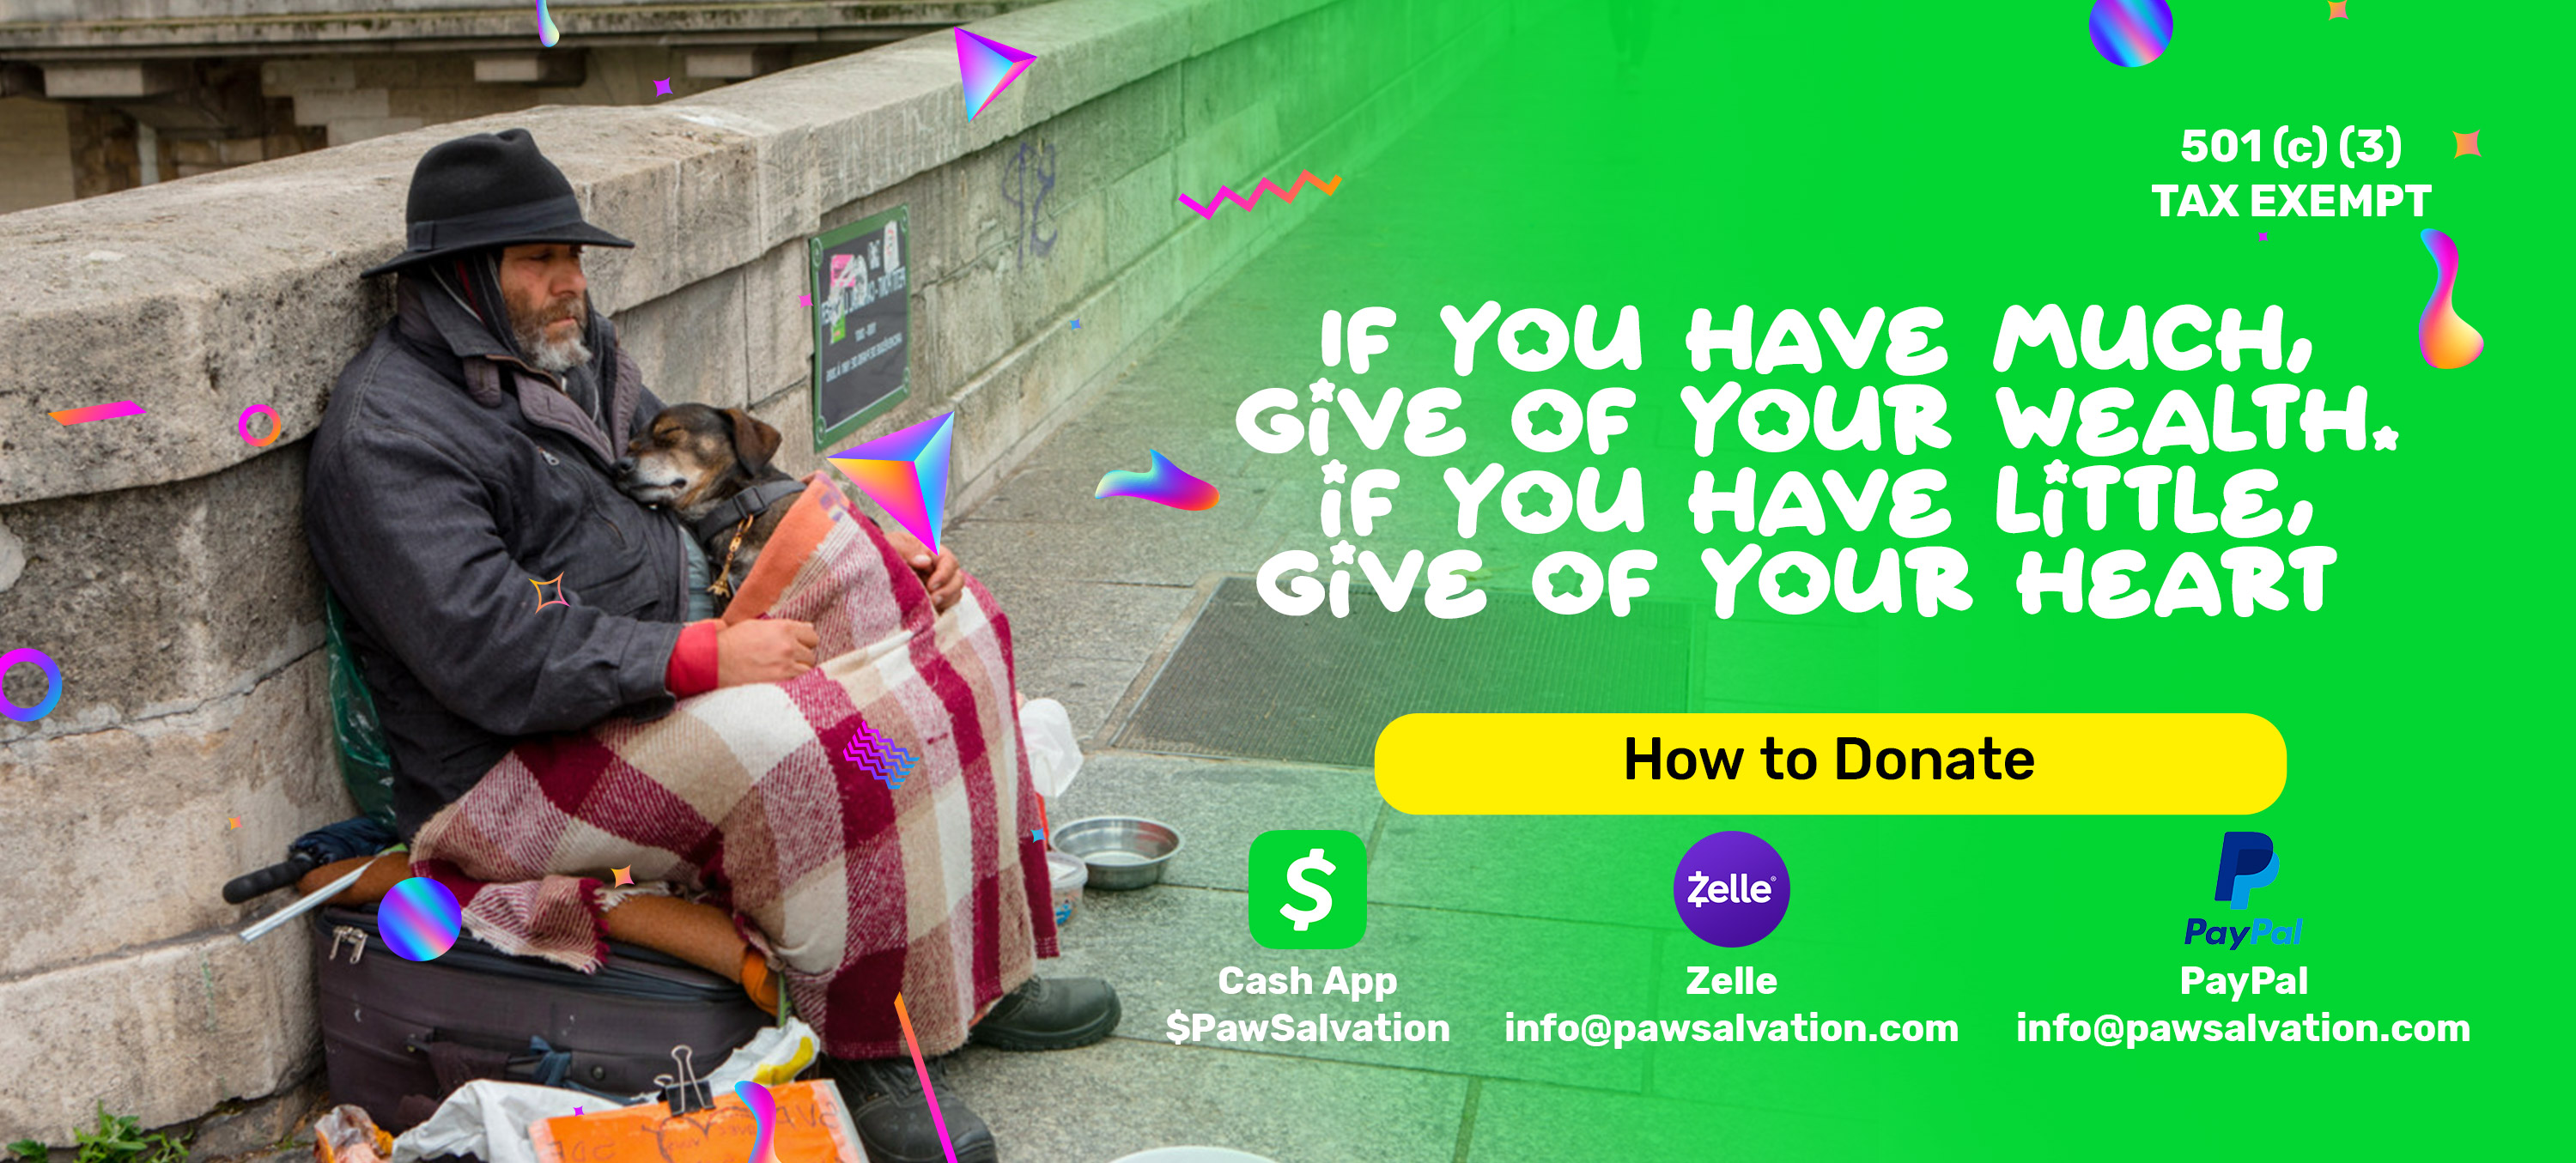 501 (c) (3)
TAX EXEMPT
IF YOU HAVE MUCH,
GiVE OF YOUR WEALTH.
iF YOU HAVE LiTTLE,
GiVE OF YOUR HEART
How to Donate
$
Zelle®
PayPal
Cash App
$PawSalvation
Zelle
info@pawsalvation.com
PayPal
info@pawsalvation.com